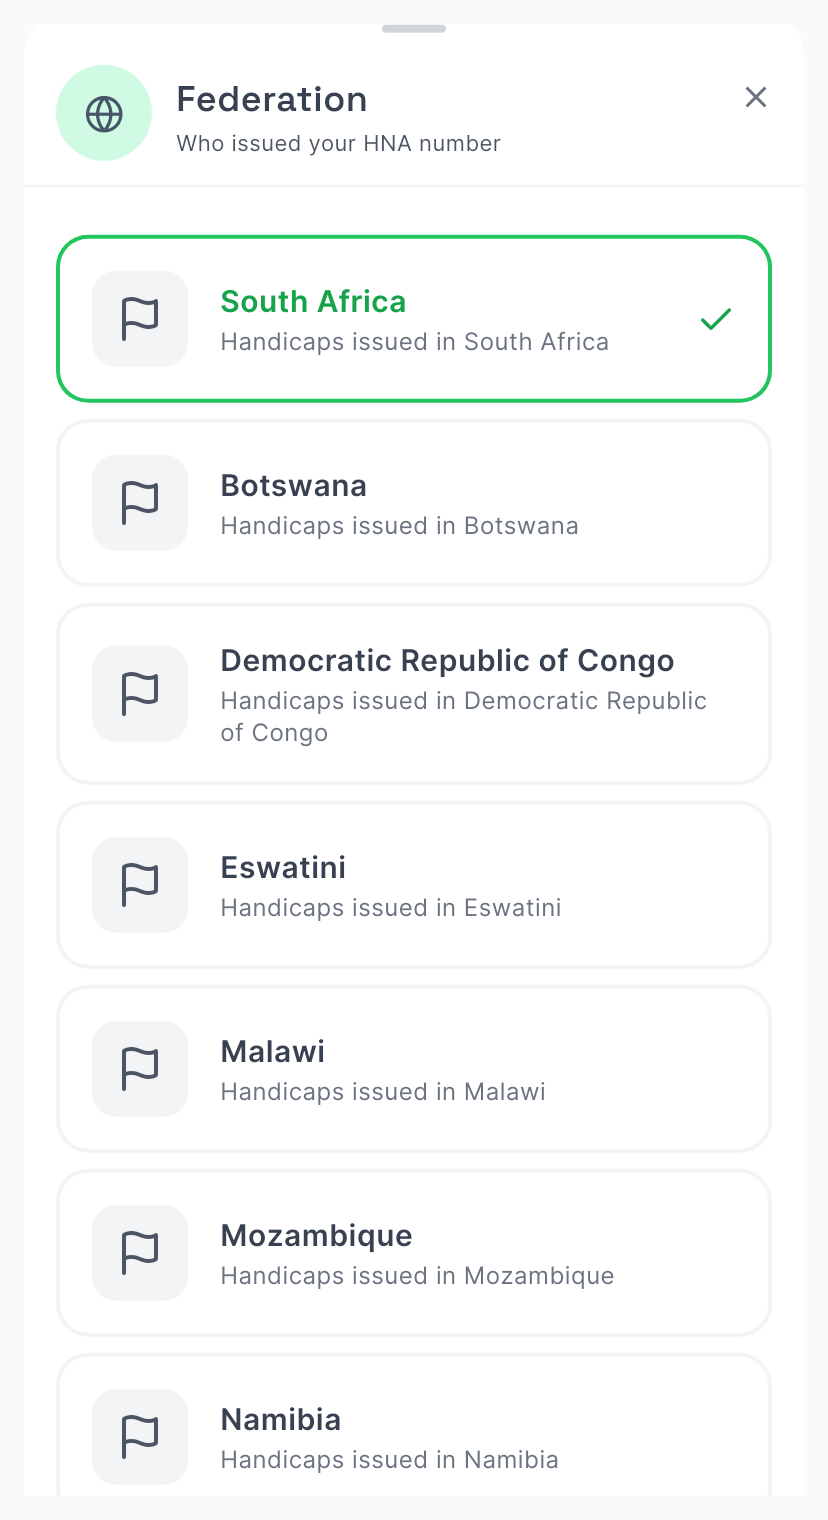 Federation
Who issued your HNA number
South Africa
Handicaps issued in South Africa
Botswana
Handicaps issued in Botswana
Democratic Republic of Congo
Handicaps issued in Democratic Republic
of Congo
Eswatini
Handicaps issued in Eswatini
Malawi
Handicaps issued in Malawi
Mozambique
Handicaps issued in Mozambique
Namibia
Handicaps issued in Namibia